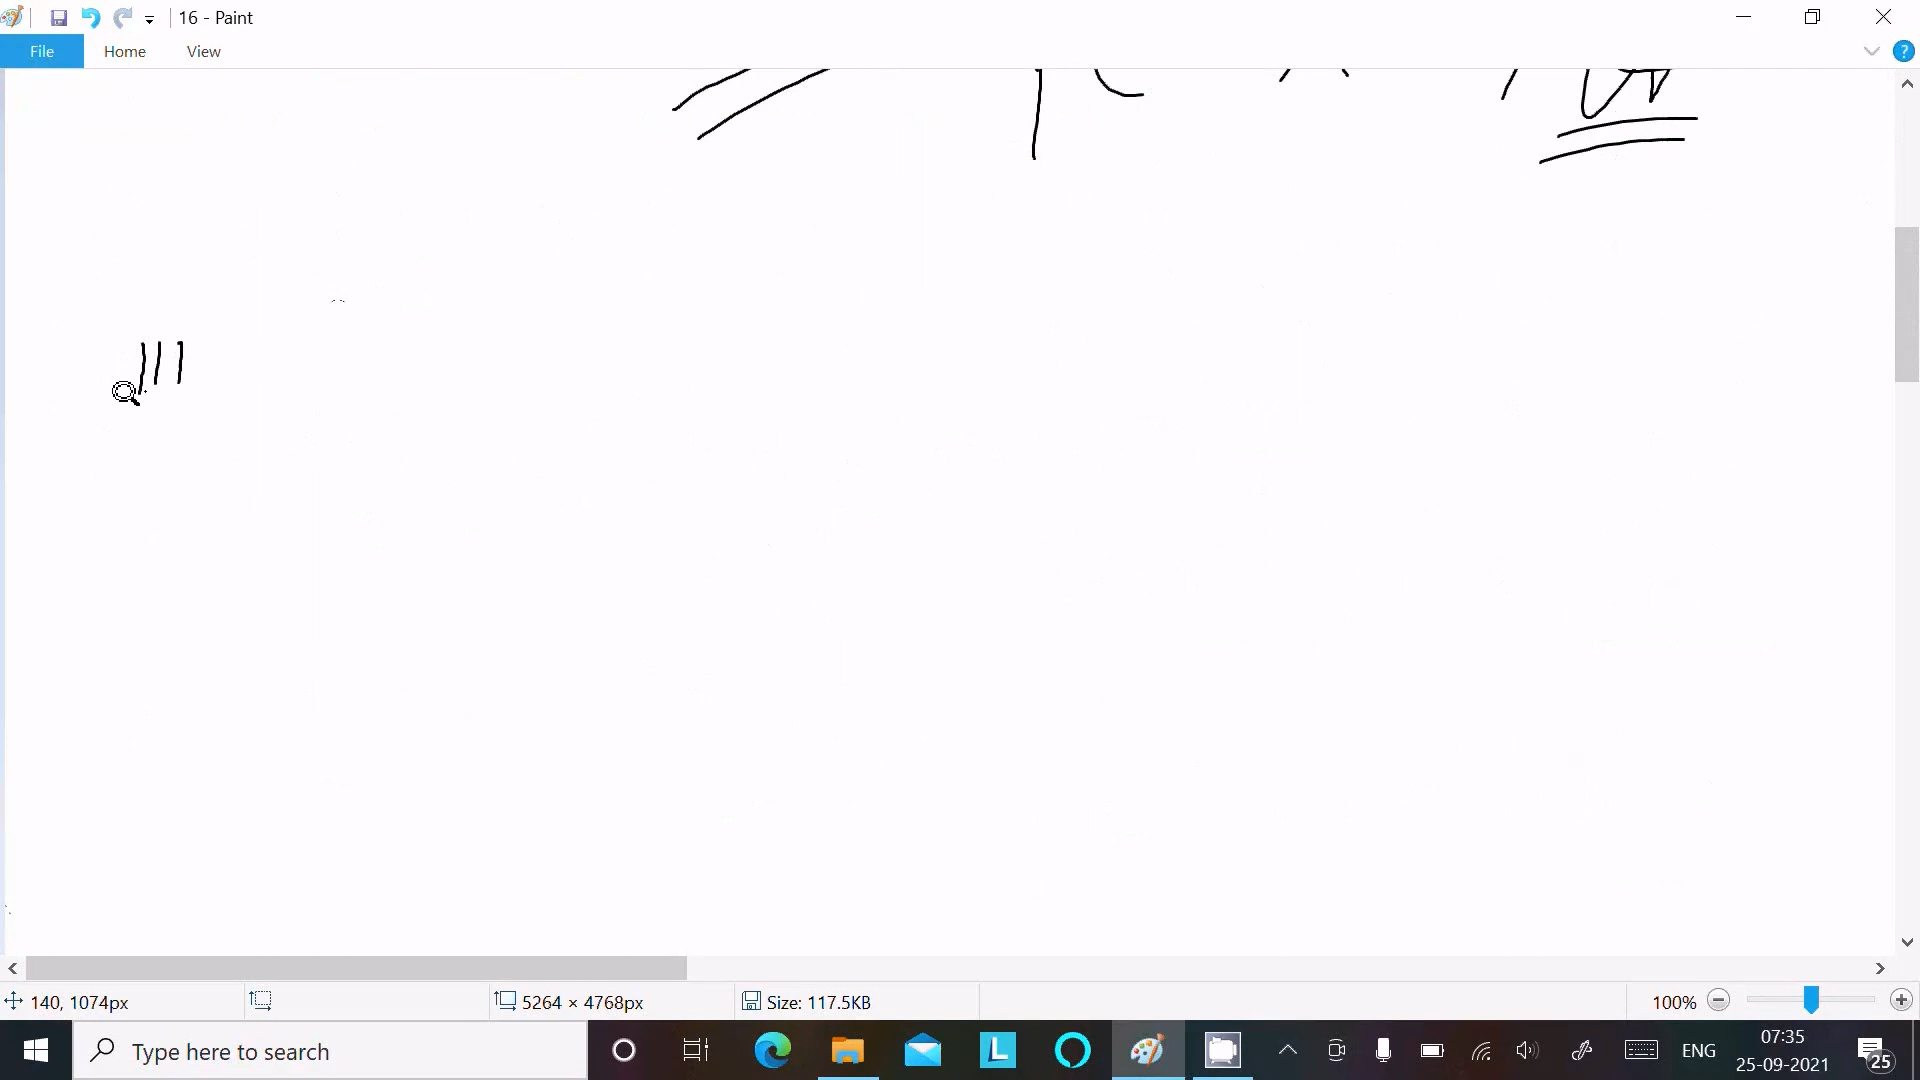 16 - Paint
File Home View
111
140, 1074px 5264 × 4768px Size: 117.5KB 100%
Type here to search ENG 07:35
25-09-2021 25